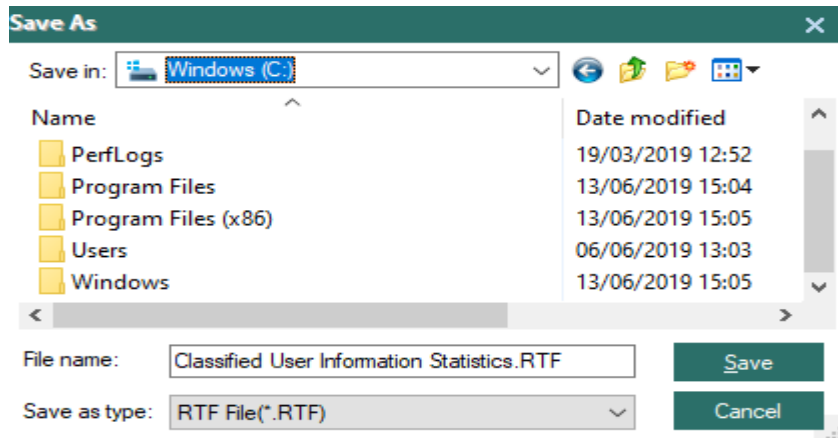 Save As
Save in: Windows (C:)
Name Date modified
PerfLogs 19/03/2019 12:52
Program Files 13/06/2019 15:04
Program Files (x86) 13/06/2019 15:05
Users 06/06/2019 13:03
Windows 13/06/2019 15:05
File name: Classified User Information Statistics.RTF Save
Save as type: RTF File(*.RTF) Cancel